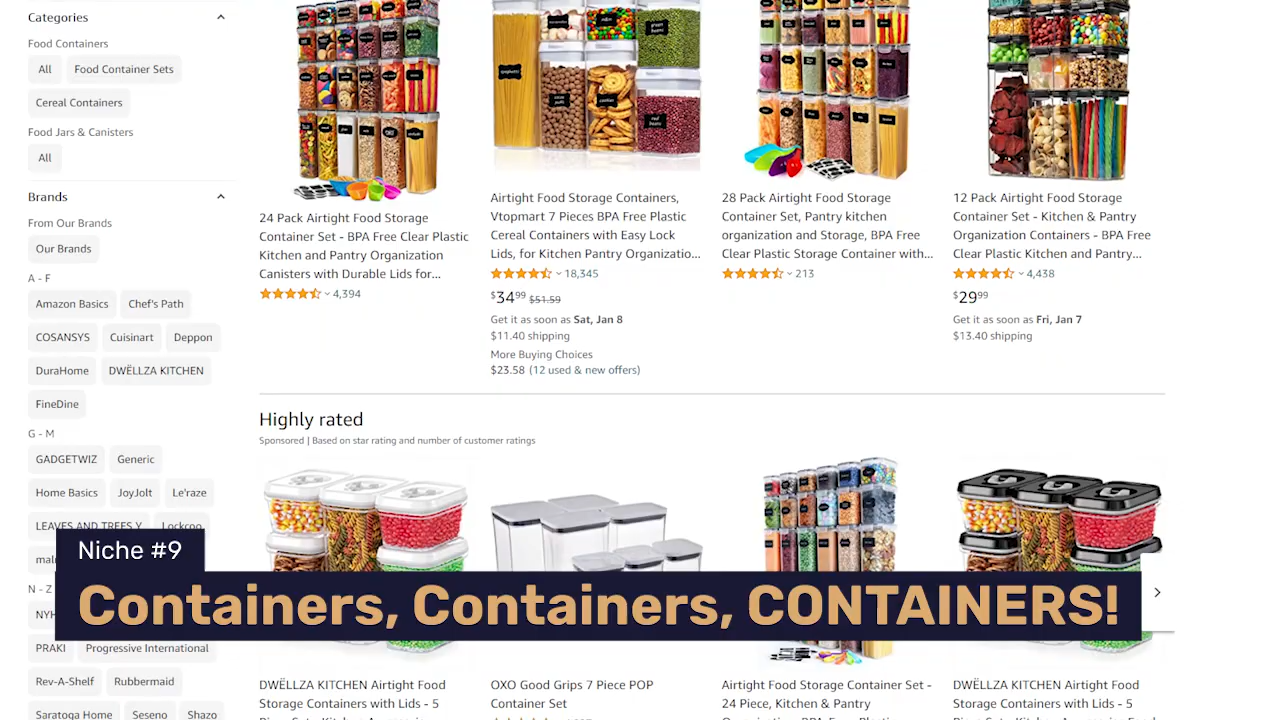 Categories
Food Containers
All
Food Container Sets
Cereal Containers
Food Jars & Canisters
All
Brands
From Our Brands
Our Brands
A - F
Amazon Basics
Chef's Path
COSANSYS
Cuisinart
Deppon
DuraHome
DWËLLZA KITCHEN
FineDine
G - M
GADGETWIZ
Generic
Home Basics
JoyJolt
Le'raze
LEAVES AND TREES Y
Lockcoo
N - Z
PRAKI
Progressive International
Rev-A-Shelf
Rubbermaid
Saratoga Home
Seseno
Shazo
24 Pack Airtight Food Storage
Container Set - BPA Free Clear Plastic
Kitchen and Pantry Organization
Canisters with Durable Lids for...
4,394
Airtight Food Storage Containers,
Vtopmart 7 Pieces BPA Free Plastic
Cereal Containers with Easy Lock
Lids, for Kitchen Pantry Organizatio...
18,345
$3499 $51.59
Get it as soon as Sat, Jan 8
$11.40 shipping
More Buying Choices
$23.58 (12 used & new offers)
28 Pack Airtight Food Storage
Container Set, Pantry kitchen
organization and Storage, BPA Free
Clear Plastic Storage Container with...
213
12 Pack Airtight Food Storage
Container Set - Kitchen & Pantry
Organization Containers - BPA Free
Clear Plastic Kitchen and Pantry...
4,438
$2999
Get it as soon as Fri, Jan 7
$13.40 shipping
Highly rated
Sponsored | Based on star rating and number of customer ratings
Niche #9
Containers, Containers, CONTAINERS!
DWËLLZA KITCHEN Airtight Food
Storage Containers with Lids - 5
OXO Good Grips 7 Piece POP
Container Set
Airtight Food Storage Container Set -
24 Piece, Kitchen & Pantry
DWËLLZA KITCHEN Airtight Food
Storage Containers with Lids - 5